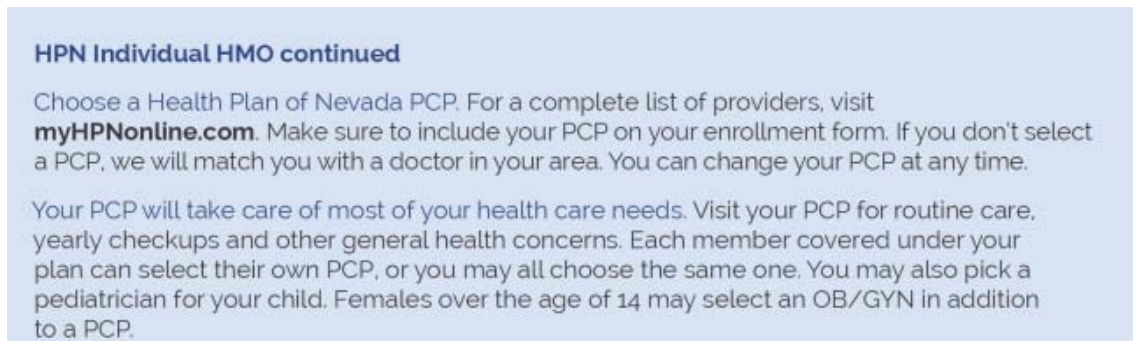 HPN Individual HMO continued
Choose a Health Plan of Nevada PCP. For a complete list of providers, visit
myHPNonline.com. Make sure to include your PCP on your enrollment form. If you don't select
a PCP, we will match you with a doctor in your area. You can change your PCP at any time.
Your PCP will take care of most of your health care needs. Visit your PCP for routine care,
yearly checkups and other general health concerns. Each member covered under your
plan can select their own PCP, or you may all choose the same one. You may also pick a
pediatrician for your child. Females over the age of 14 may select an OB/GYN in addition
to a PCP.